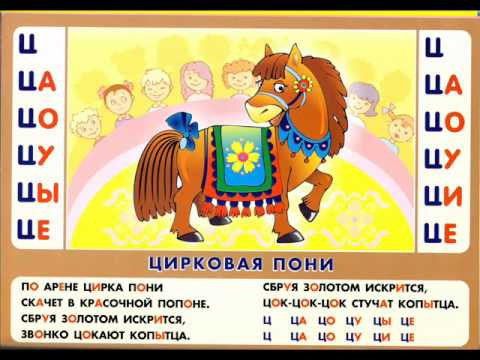 Ц
ЦА
ЦО
ЦУ
ЦЫ
ЦЕ
Ц
ЦА
ЦО
ЦУ
ЦИ
ЦЕ
ЦИРКОВАЯ ПОНИ
ПО АРЕНЕ ЦИРКА ПОНИ
СКАЧЕТ В КРАСОЧНОЙ ПОПОНЕ.
СБРУЯ ЗОЛОТОМ ИСКРИТСЯ,
ЗВОНКО ЦОКАЮТ КОПЫТЦА.
СБРУЯ ЗОЛОТОМ ИСКРИТСЯ,
ЦОК-ЦОК-ЦОК СТУЧАТ КОПЫТЦА.
Ц ЦА ЦО ЦУ ЦЫ ЦЕ
Ц ЦА ЦО ЦУ ЦИ ЦЕ